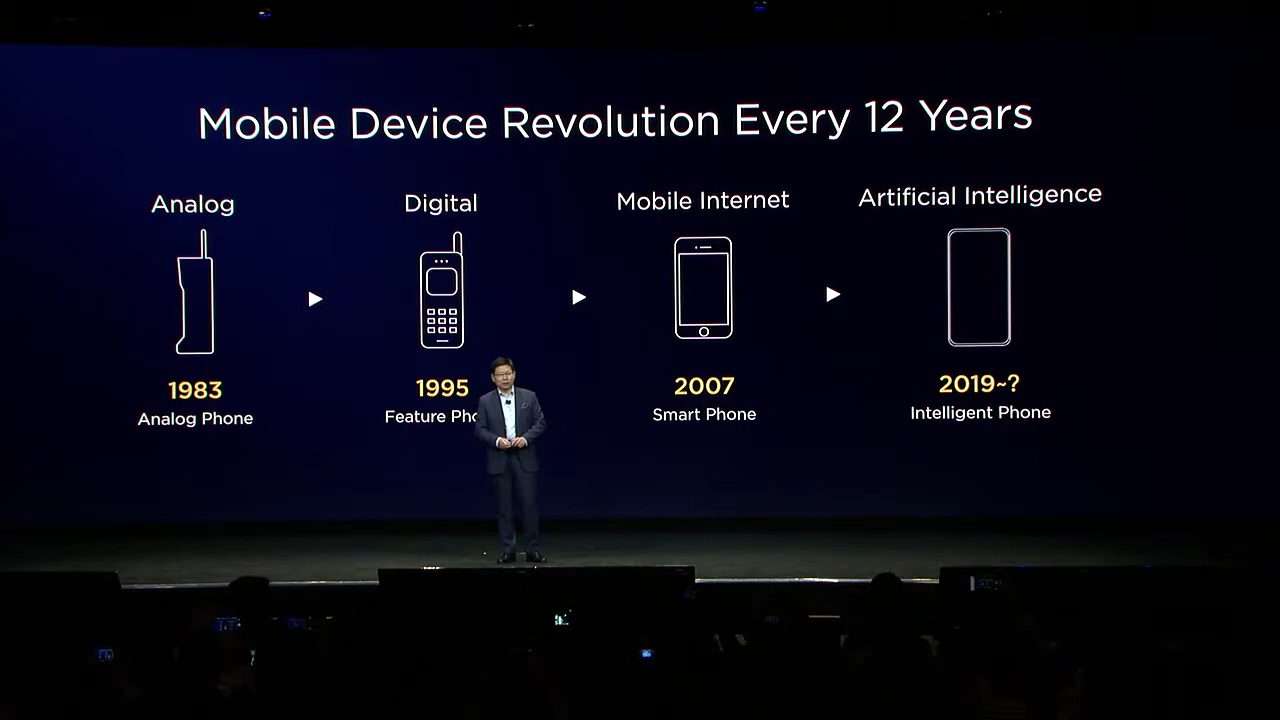 Mobile Device Revolution Every 12 Years
Analog
Digital
Mobile Internet
Artificial Intelligence
1983
1995
2007
2019~?
Analog Phone
Feature Pho
Smart Phone
Intelligent Phone